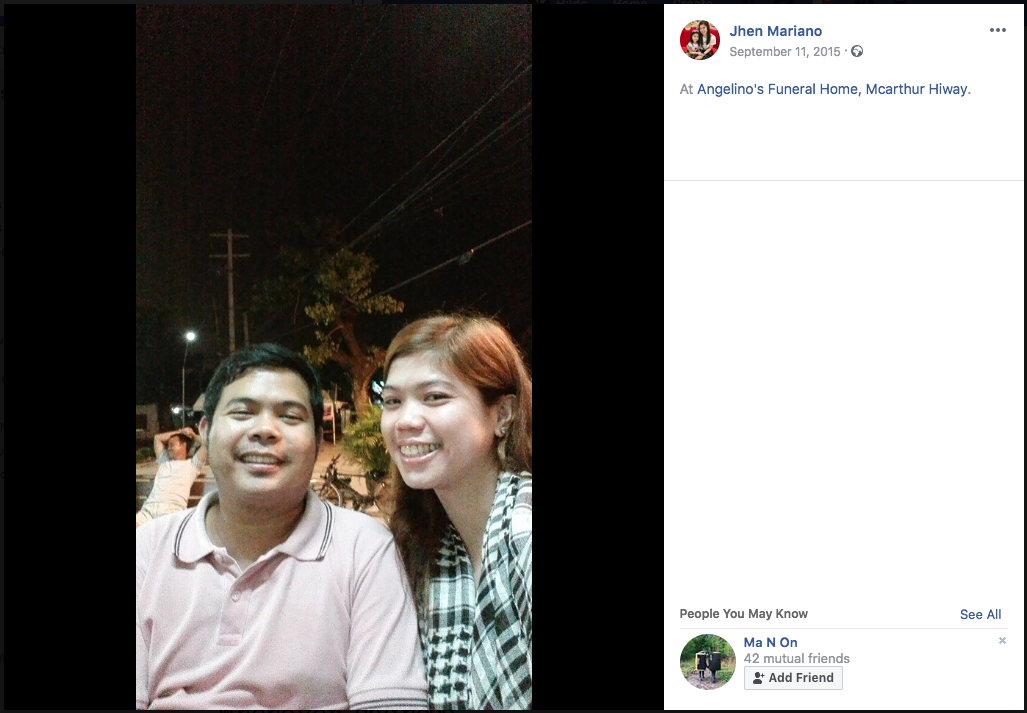 Jhen Mariano
September 11, 2015 ·
At Angelino's Funeral Home, Mcarthur Hiway.
People You May Know
See All
Ma N On
42 mutual friends
Add Friend